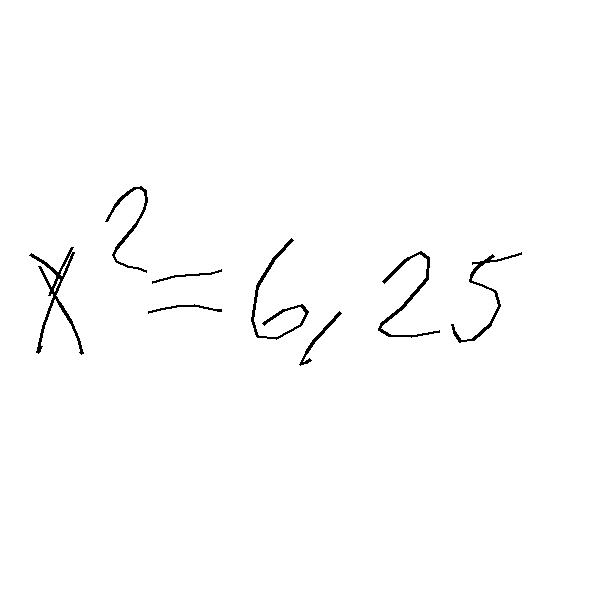 x² = 6,25